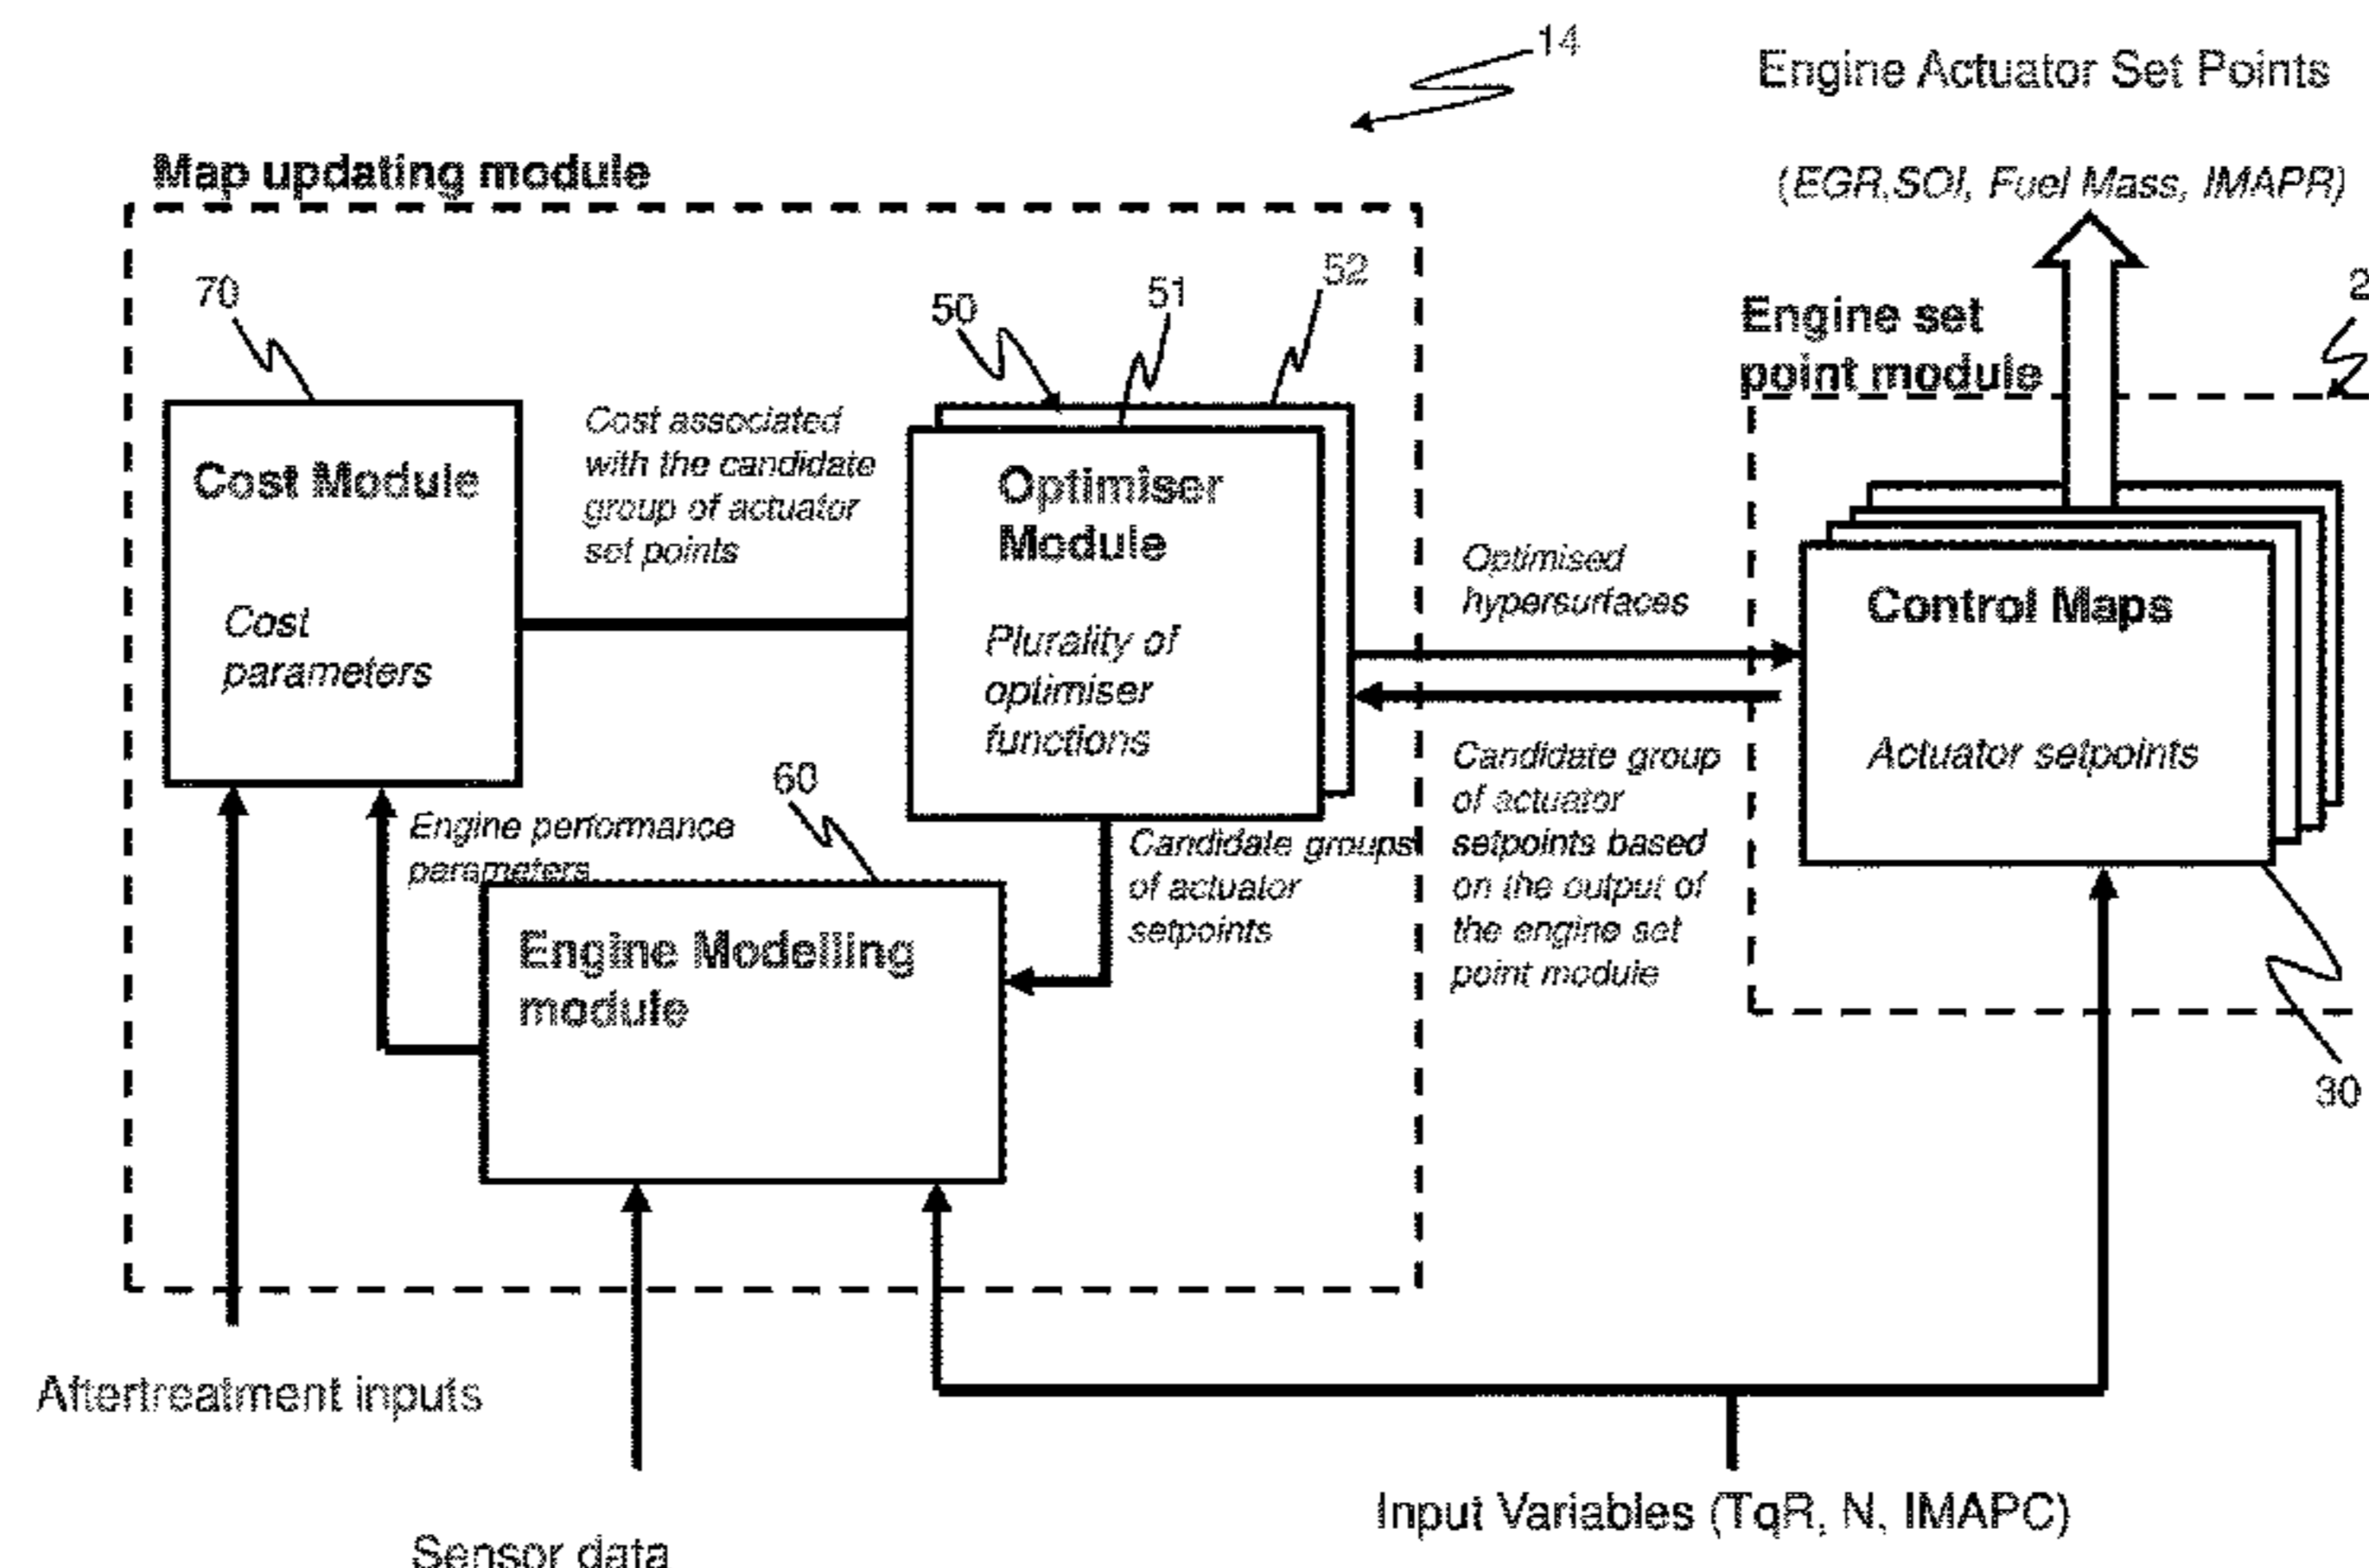 14
Engine Actuator Set Points
(EGR,SOI, Fuel Mass, IMAPR)
Map updating module
70
50
51
52
Engine set
point module
2
Cost Module
Cost
parameters
Cost associated
with the candidate
group of actuator
set points
Optimiser
Module
Plurality of
optimiser
functions
Optimised
hypersurfaces
Control Maps
Actuator setpoints
60
Engine performance
parameters
Candidate groups
of actuator
setpoints
Candidate group
of actuator
setpoints based
on the output of
the engine set
point module
Engine Modelling
module
30
Aftertreatment inputs
Input Variables (TqR, N, IMAPC)
Sensor data